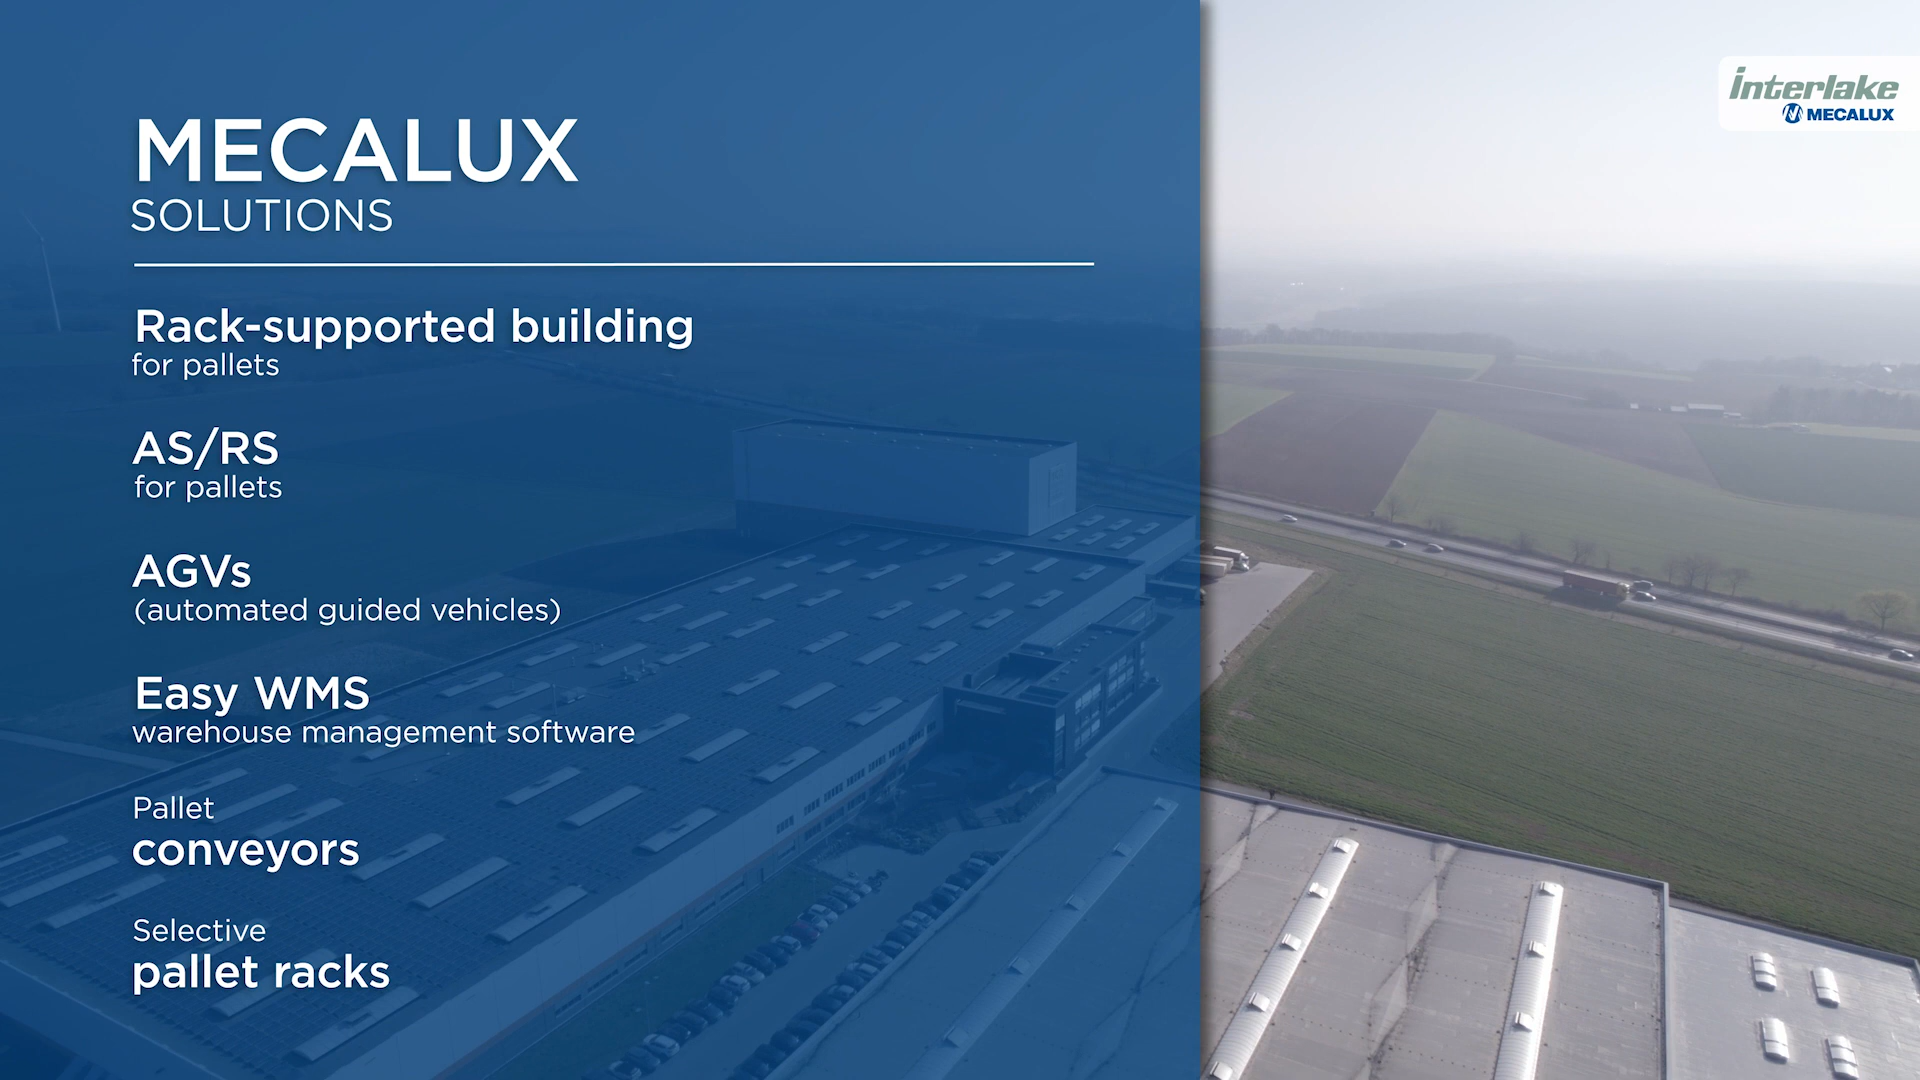 MECALUX
SOLUTIONS
Rack-supported building
for pallets
AS/RS
for pallets
AGVs
(automated guided vehicles)
Easy WMS
warehouse management software
Pallet
conveyors
Selective
pallet racks
interlake
MECALUX